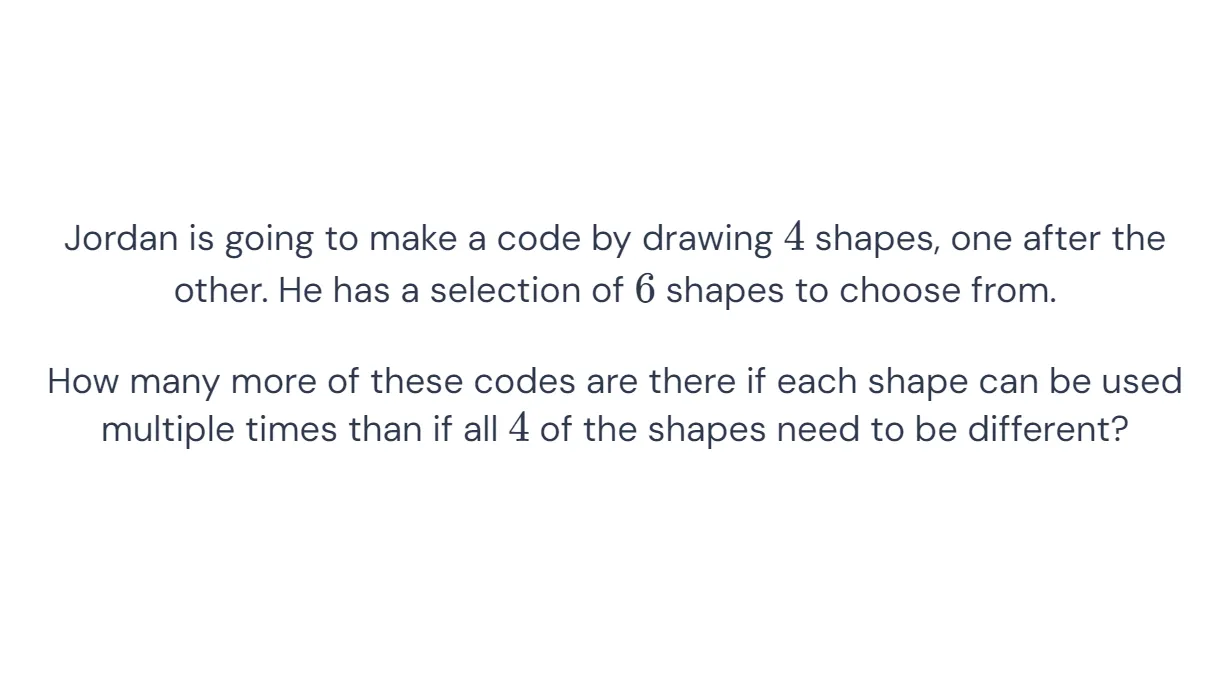 Jordan is going to make a code by drawing 4 shapes, one after the
other. He has a selection of 6 shapes to choose from.
How many more of these codes are there if each shape can be used
multiple times than if all 4 of the shapes need to be different?